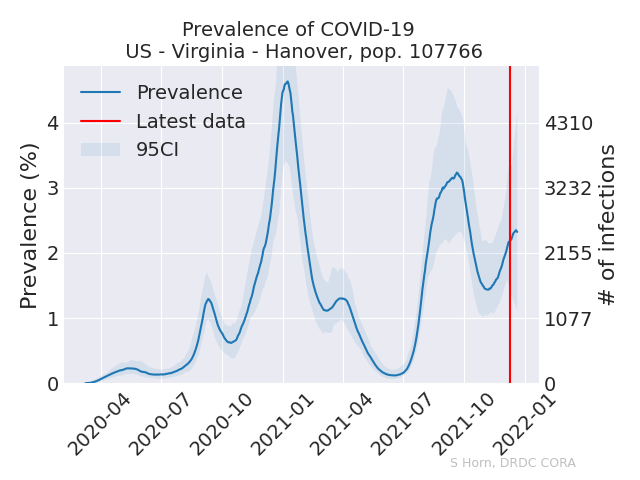 Prevalence of COVID-19
US - Virginia - Hanover, pop. 107766
Prevalence
Latest data
95CI
Prevalence (%)
4
3
2
1
0
4310
3232
2155
1077
0
# of infections
2020-04
2020-07
2020-10
2021-01
2021-04
2021-07
2021-10
2022-01
S Horn, DRDC CORA